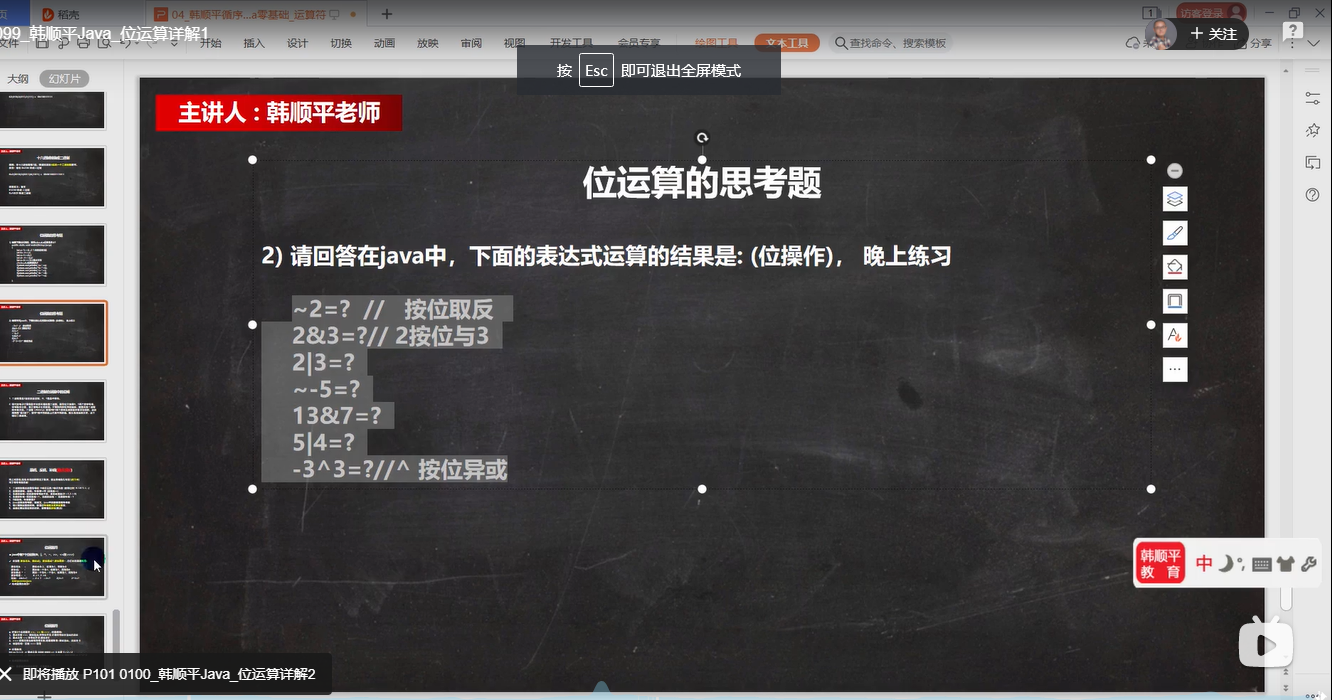 稻壳
04_韩顺平循序...a零基础_运算符
1
访客登录
099_韩顺平Java_位运算详解1
文件
开始
插入
设计
切换
动画
放映
审阅
视图
开发工具
会员专享
绘图工具
文本工具
查找命令、搜索模板
分享
+ 关注
?
按 Esc 即可退出全屏模式
大纲
幻灯片
主讲人：韩顺平老师
位运算的思考题
2) 请回答在java中，下面的表达式运算的结果是: (位操作)， 晚上练习
~2=? // 按位取反
2&3=?// 2按位与3
2|3=?
~-5=?
13&7=?
5|4=?
-3^3=?//^ 按位异或
韩顺平
教 育
中
即将播放 P101 0100_韩顺平Java_位运算详解2